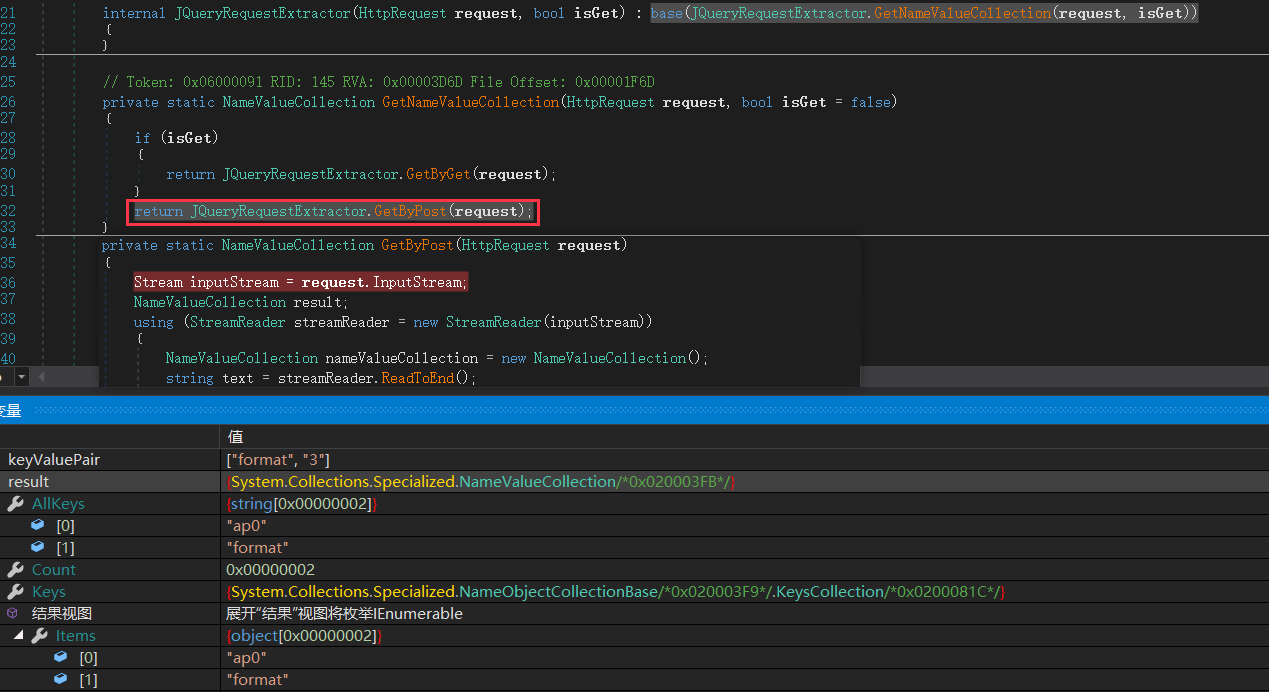 21 internal JQueryRequestExtractor(HttpRequest request, bool isGet) : base(JQueryRequestExtractor.GetNameValueCollection(request, isGet))
22 {
23 }
24
25 // Token: 0x06000091 RID: 145 RVA: 0x00003D6D File Offset: 0x00001F6D
26 private static NameValueCollection GetNameValueCollection(HttpRequest request, bool isGet = false)
27 {
28 if (isGet)
29 {
30 return JQueryRequestExtractor.GetByGet(request);
31 }
32 return JQueryRequestExtractor.GetByPost(request);
33 }
34 private static NameValueCollection GetByPost(HttpRequest request)
35 {
36 Stream inputStream = request.InputStream;
37 NameValueCollection result;
38 using (StreamReader streamReader = new StreamReader(inputStream))
39 {
40 NameValueCollection nameValueCollection = new NameValueCollection();
string text = streamReader.ReadToEnd();
变量
值
keyValuePair ["format", "3"]
result {System.Collections.Specialized.NameValueCollection/*0x020003FB*/}
AllKeys {string[0x00000002]}
[0] "ap0"
[1] "format"
Count 0x00000002
Keys {System.Collections.Specialized.NameObjectCollectionBase/*0x020003F9*/.KeysCollection/*0x0200081C*/}
结果视图 展开“结果”视图将枚举IEnumerable
Items {object[0x00000002]}
[0] "ap0"
[1] "format"